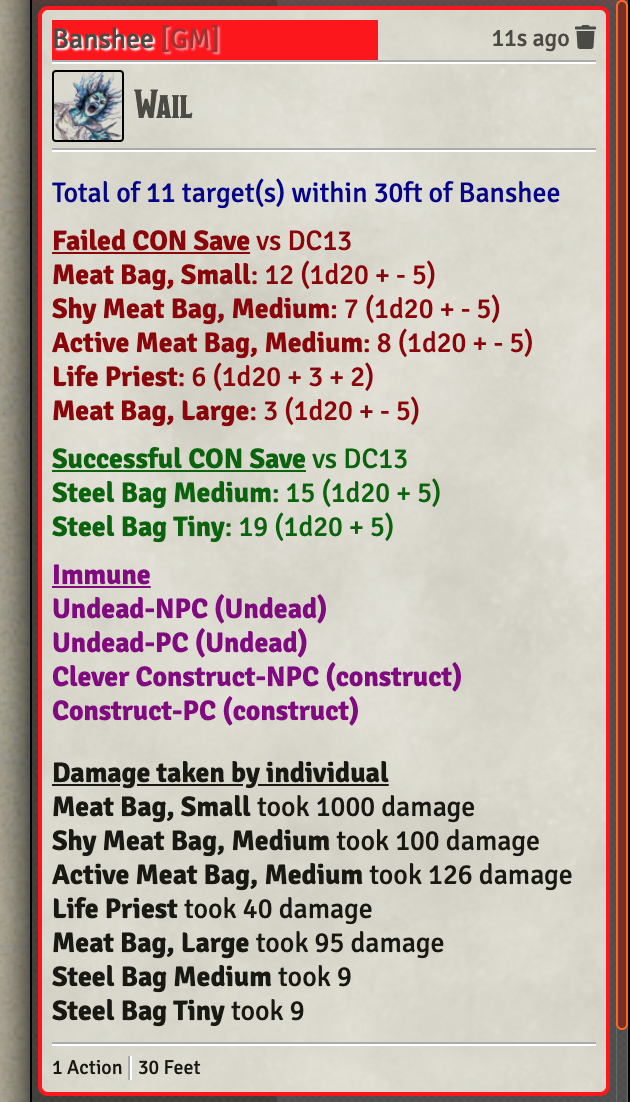 Banshee [GM] 11s ago
Wail
Total of 11 target(s) within 30ft of Banshee
Failed CON Save vs DC13
Meat Bag, Small: 12 (1d20 + - 5)
Shy Meat Bag, Medium: 7 (1d20 + - 5)
Active Meat Bag, Medium: 8 (1d20 + - 5)
Life Priest: 6 (1d20 + 3 + 2)
Meat Bag, Large: 3 (1d20 + - 5)
Successful CON Save vs DC13
Steel Bag Medium: 15 (1d20 + 5)
Steel Bag Tiny: 19 (1d20 + 5)
Immune
Undead-NPC (Undead)
Undead-PC (Undead)
Clever Construct-NPC (construct)
Construct-PC (construct)
Damage taken by individual
Meat Bag, Small took 1000 damage
Shy Meat Bag, Medium took 100 damage
Active Meat Bag, Medium took 126 damage
Life Priest took 40 damage
Meat Bag, Large took 95 damage
Steel Bag Medium took 9
Steel Bag Tiny took 9
1 Action 30 Feet